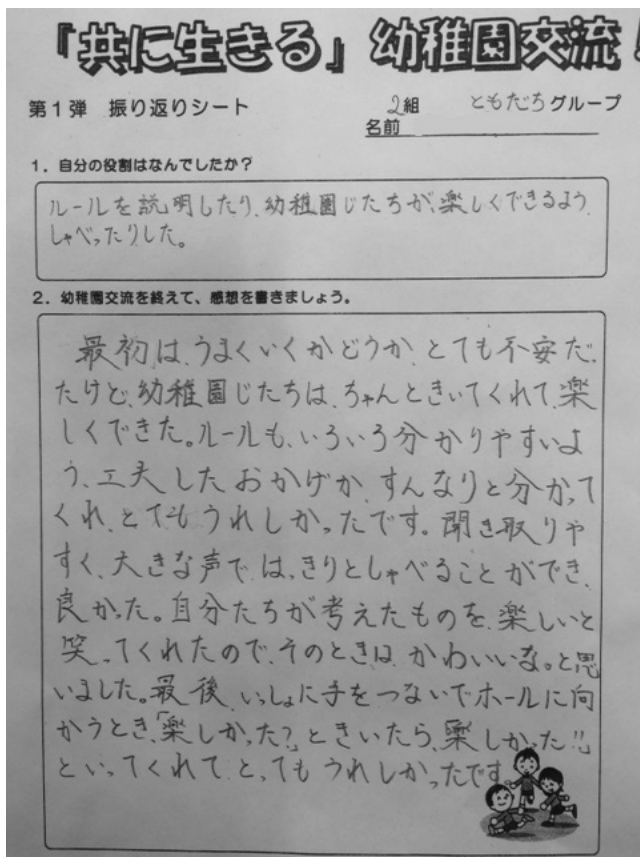 『共に生きる」幼稚園交流!
第1弾 振り返りシート
2組 ともだちグループ
名前
1．自分の役割はなんでしたか？
ルールを説明したり、幼稚園じたちが、楽しくできるよう、
しゃべったりした。
2．幼稚園交流を終えて、感想を書きましょう。
最初は、うまくいくかどうか、とても不安だっ
たけど、幼稚園じたちは、ちゃんときいてくれて、楽
しくできた。ルールも、いろいろ分かりやすいよ
う、工夫したおかげか、すんなりと分かって
くれ、とてもうれしかったです。聞き取りや
すく、大きな声で、はっきりとしゃべることができ、
良かった。自分たちが考えたものを、楽しいと
笑ってくれたので、そのときは、かわいいな。と思
いました。最後、いっしょに手をつないでホールに向
かうとき、「楽しかった？」ときいたら、「楽しかった!!」
といってくれて、とってもうれしかったです